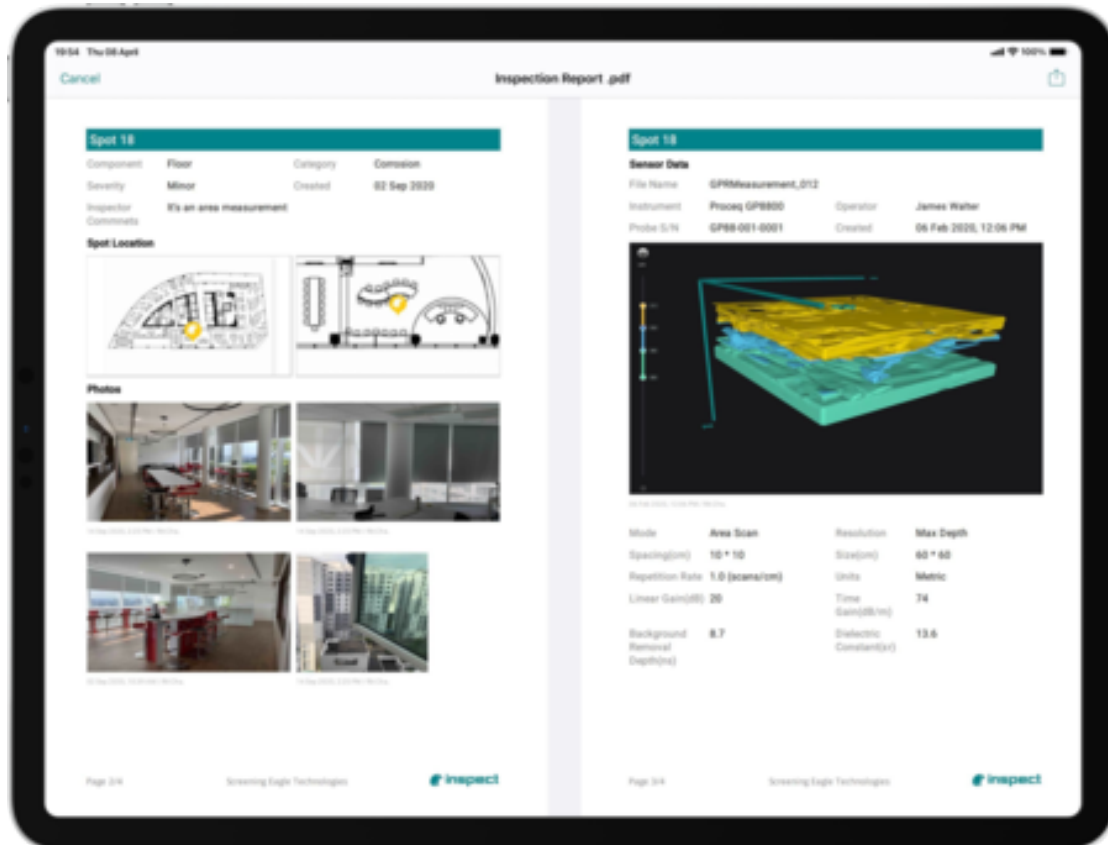 19:54 Thu 08 April
100%
Cancel
Inspection Report .pdf
Spot 18
Component Floor Category Corrosion
Severity Minor Created 02 Sep 2020
Inspector Commnets It's an area measurement
Spot Location
Photos
Page 2/4 Screening Eagle Technologies inspect
Spot 18
Sensor Data
File Name GPRMeasurement_012
Instrument Proceq GP8800 Operator James Walter
Probe S/N GP88-001-0001 Created 06 Feb 2020, 12:06 PM
Mode Area Scan Resolution Max Depth
Spacing(cm) 10 * 10 Size(cm) 60 * 60
Repetition Rate 1.0 (scans/cm) Units Metric
Linear Gain(dB) 20 Time Gain(dB/m) 74
Background Removal Depth(ns) 8.7 Dielectric Constant(εr) 13.6
Page 3/4 Screening Eagle Technologies inspect